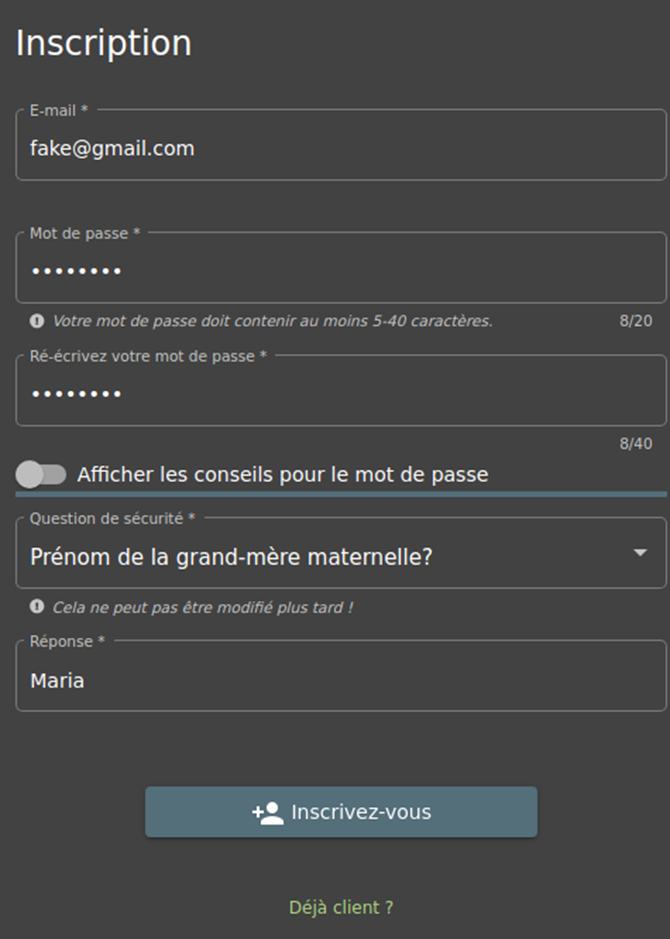 Inscription
E-mail *
fake@gmail.com
Mot de passe *
••••••••
Votre mot de passe doit contenir au moins 5-40 caractères.
8/20
Ré-écrivez votre mot de passe *
••••••••
8/40
Afficher les conseils pour le mot de passe
Question de sécurité *
Prénom de la grand-mère maternelle?
Cela ne peut pas être modifié plus tard !
Réponse *
Maria
Inscrivez-vous
Déjà client ?